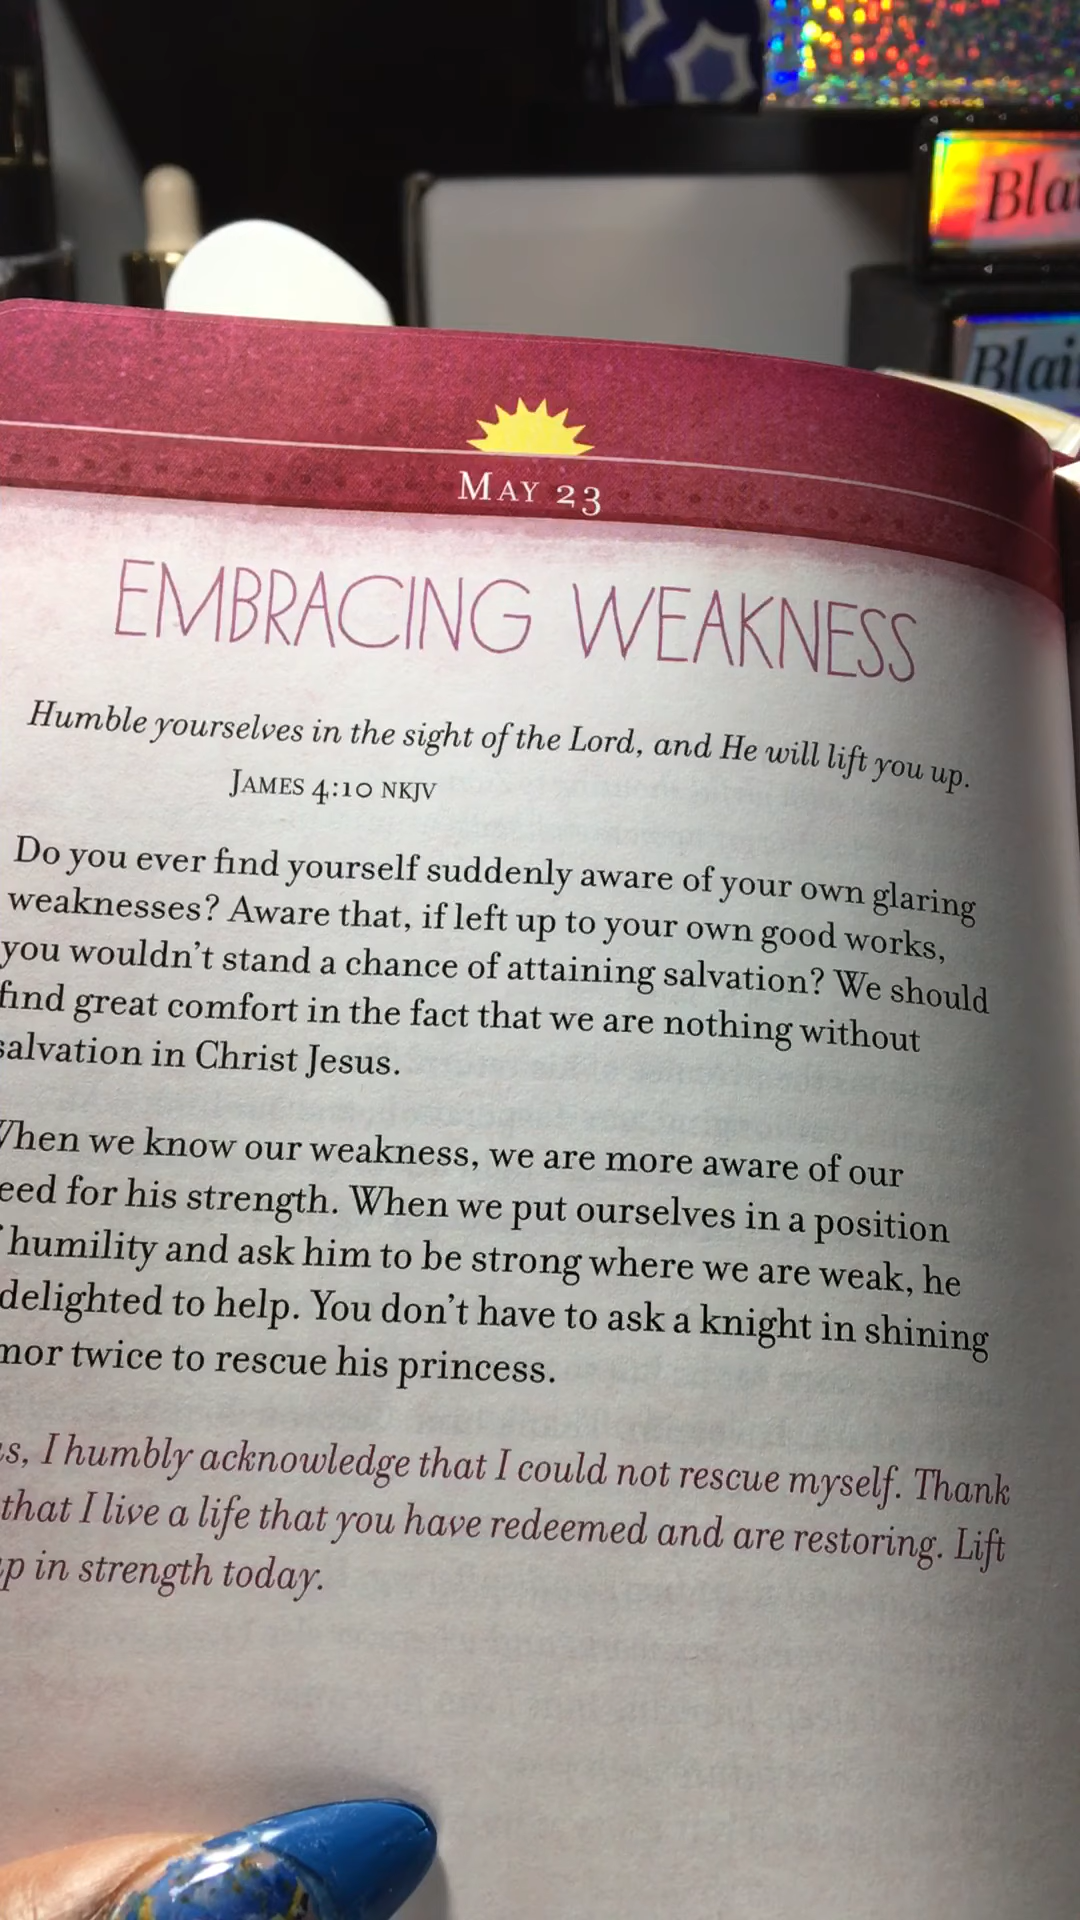 MAY 23
EMBRACING WEAKNESS
Humble yourselves in the sight of the Lord, and He will lift you up.
JAMES 4:10 NKJV
Do you ever find yourself suddenly aware of your own glaring
weaknesses? Aware that, if left up to your own good works,
you wouldn't stand a chance of attaining salvation? We should
find great comfort in the fact that we are nothing without
salvation in Christ Jesus.
When we know our weakness, we are more aware of our
eed for his strength. When we put ourselves in a position
humility and ask him to be strong where we are weak, he
delighted to help. You don't have to ask a knight in shining
mor twice to rescue his princess.
s, I humbly acknowledge that I could not rescue myself. Thank
that I live a life that you have redeemed and are restoring. Lift
p in strength today.
Bla
Blai